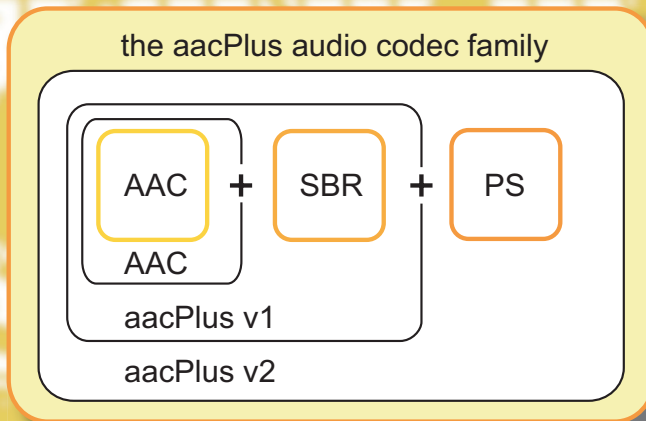 the aacPlus audio codec family
AAC + SBR + PS
AAC
aacPlus v1
aacPlus v2